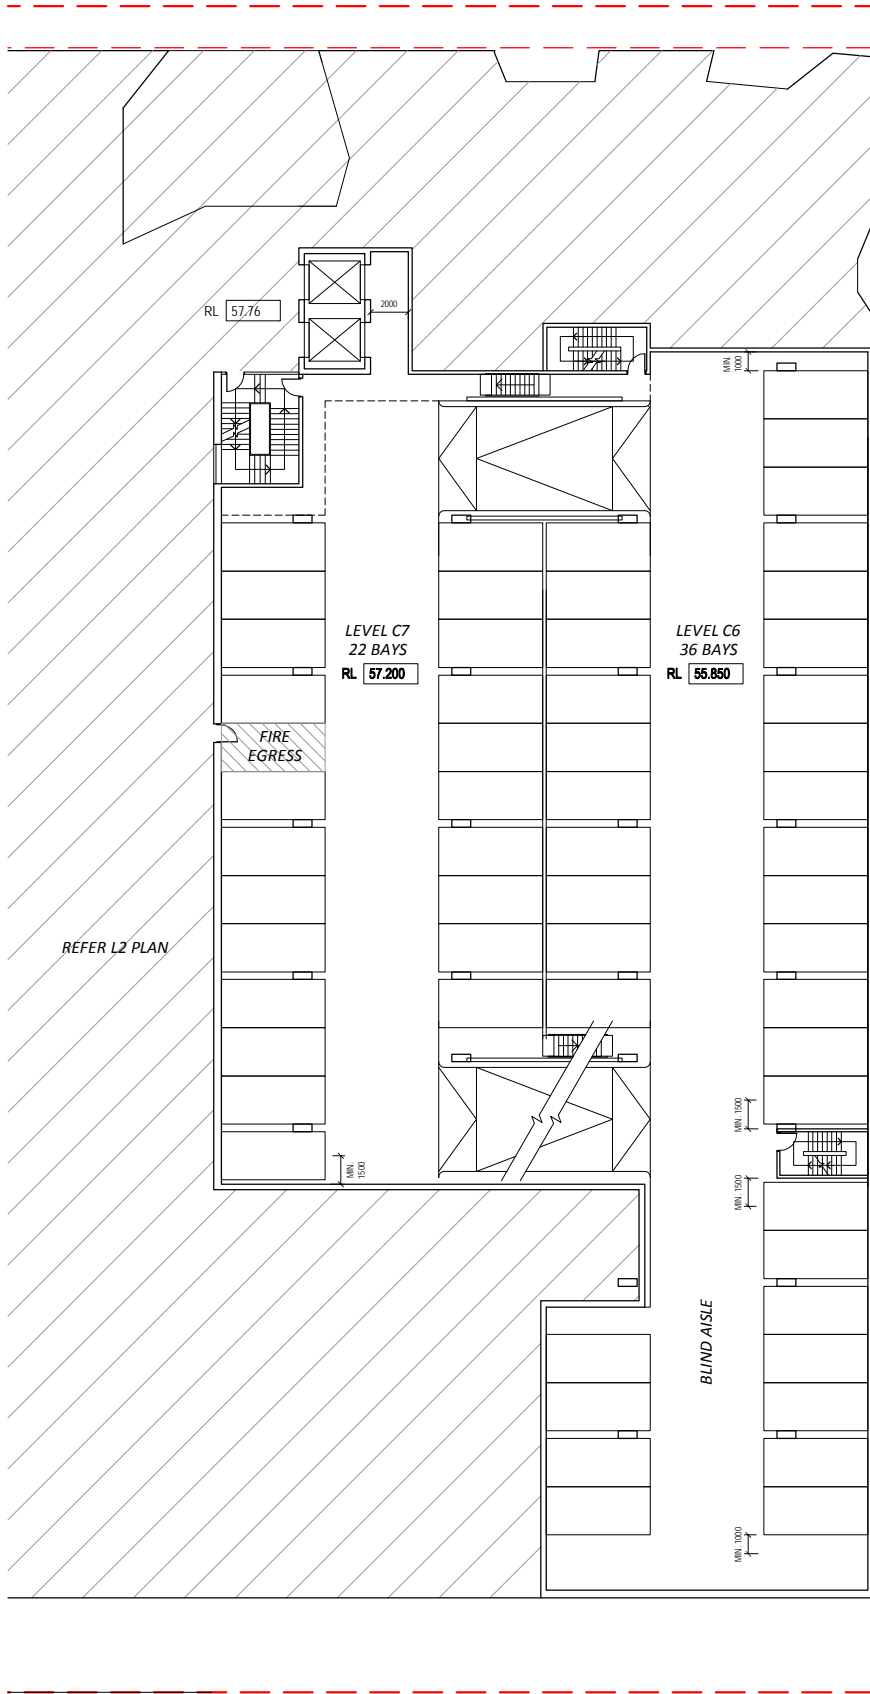 MIN.
1000
RL 57.76
2000
LEVEL C7
22 BAYS
RL 57.200
LEVEL C6
36 BAYS
RL 55.850
FIRE
EGRESS
REFER L2 PLAN
MIN. 1500
MIN.
1500
MIN. 1500
BLIND AISLE
MIN. 1000